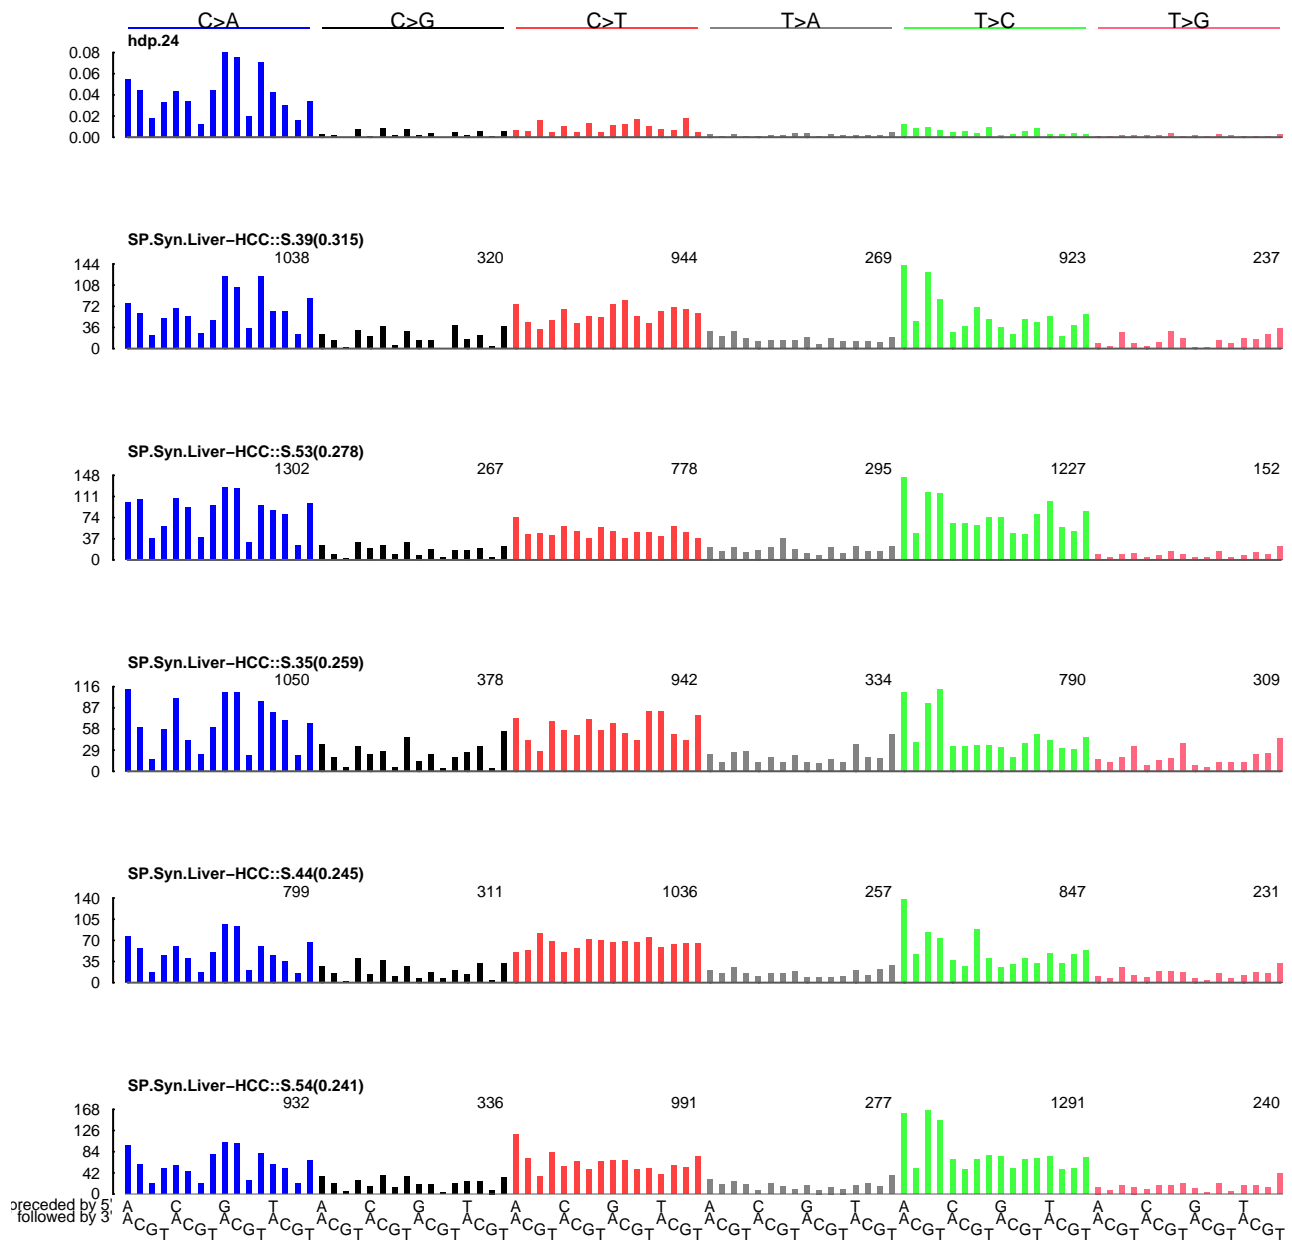 C>A C>G C>T T>A T>C T>G
hdp.24
0.08
0.06
0.04
0.02
0.00
SP.Syn.Liver−HCC::S.39(0.315)
1038 320 944 269 923 237
144
108
72
36
0
SP.Syn.Liver−HCC::S.53(0.278)
1302 267 778 295 1227 152
148
111
74
37
0
SP.Syn.Liver−HCC::S.35(0.259)
1050 378 942 334 790 309
116
87
58
29
0
SP.Syn.Liver−HCC::S.44(0.245)
799 311 1036 257 847 231
140
105
70
35
0
SP.Syn.Liver−HCC::S.54(0.241)
932 336 991 277 1291 240
168
126
84
42
0
preceded by 5' A C G T A C G T A C G T A C G T A C G T A C G T
followed by 3' A C G T A C G T A C G T A C G T A C G T A C G T A C G T A C G T A C G T A C G T A C G T A C G T A C G T A C G T A C G T A C G T A C G T A C G T A C G T A C G T A C G T A C G T A C G T A C G T